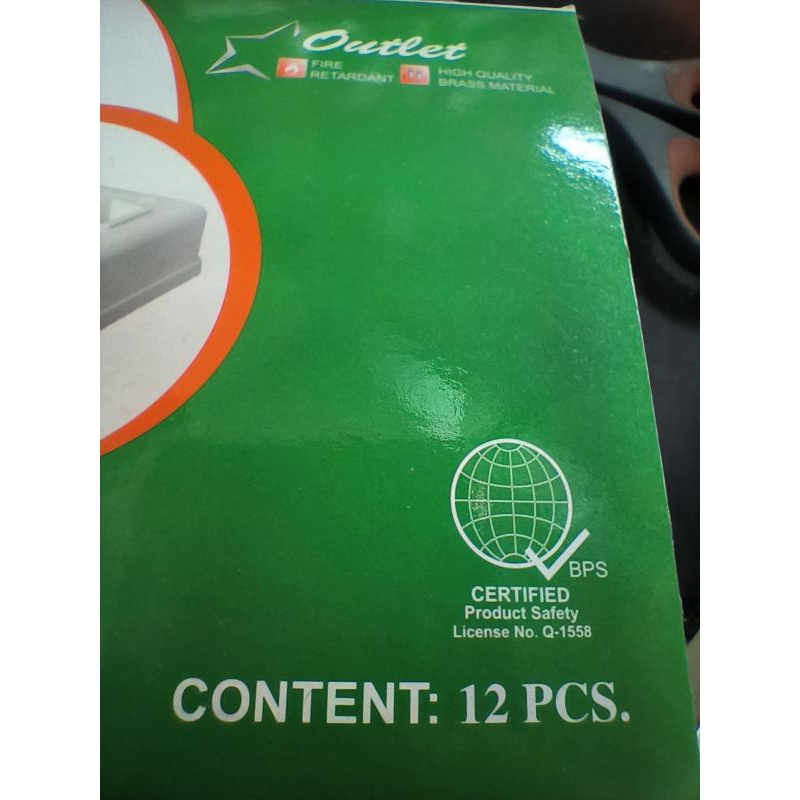 Outlet
FIRE
RETARDANT
HIGH QUALITY
BRASS MATERIAL
BPS
CERTIFIED
Product Safety
License No. Q-1558
CONTENT: 12 PCS.